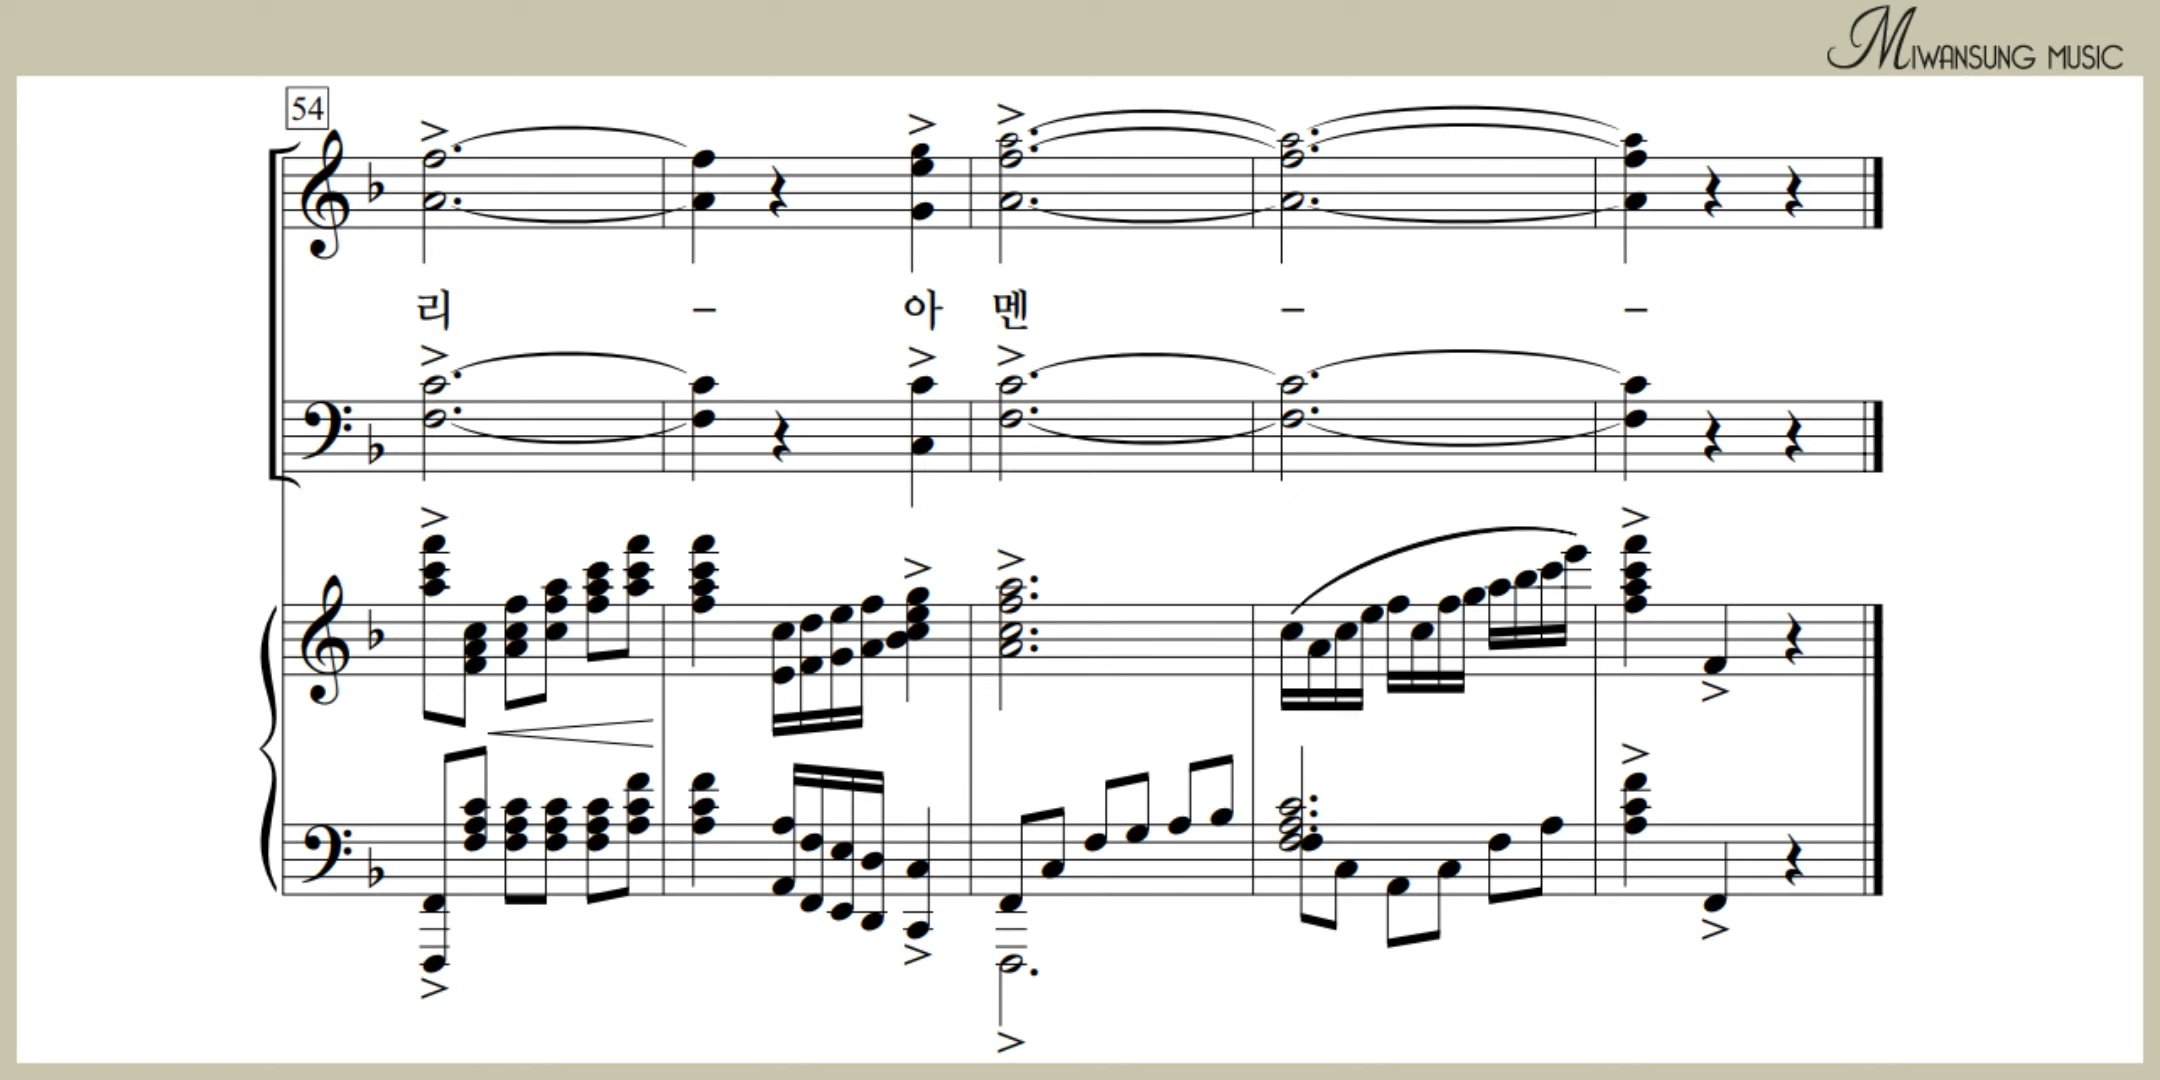 MIWANSUNG MUSIC
54
리 – 아 멘 – –